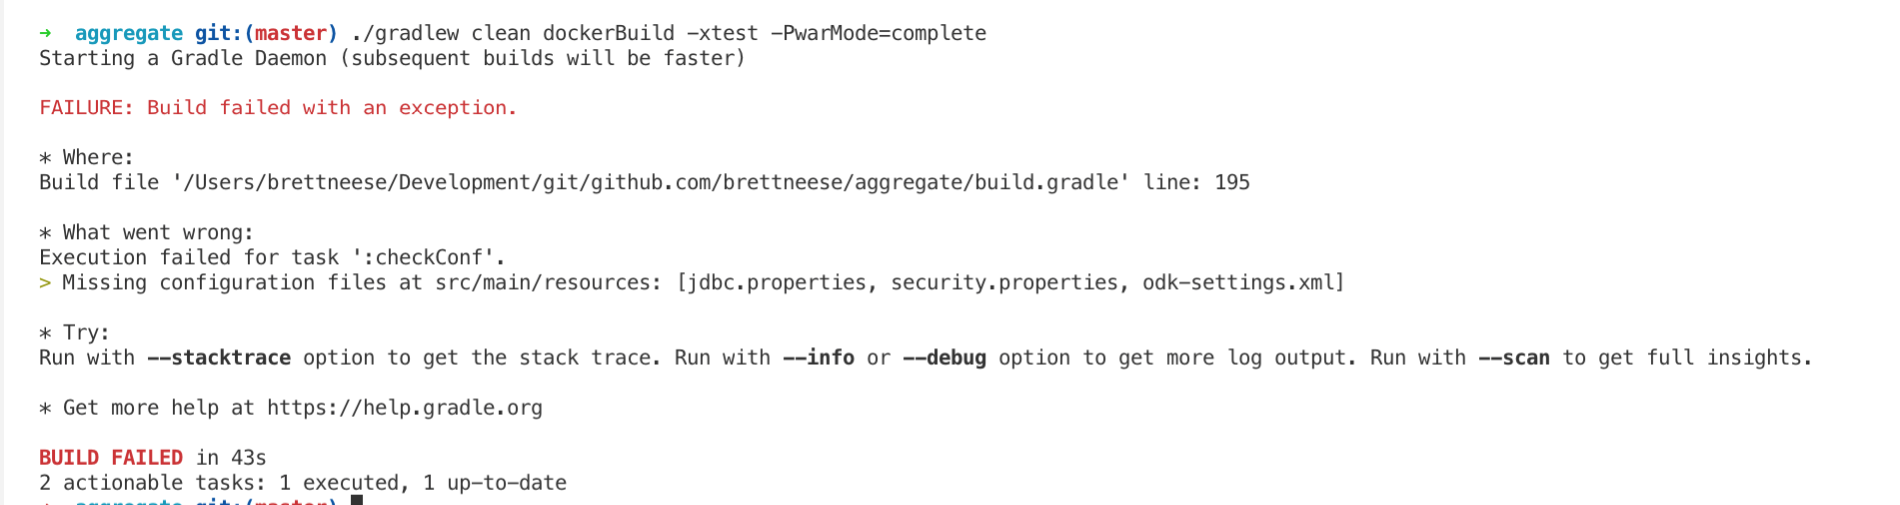 → aggregate git:(master) ./gradlew clean dockerBuild -xtest -PwarMode=complete
Starting a Gradle Daemon (subsequent builds will be faster)
FAILURE: Build failed with an exception.
* Where:
Build file '/Users/brettneese/Development/git/github.com/brettneese/aggregate/build.gradle' line: 195
* What went wrong:
Execution failed for task ':checkConf'.
> Missing configuration files at src/main/resources: [jdbc.properties, security.properties, odk-settings.xml]
* Try:
Run with --stacktrace option to get the stack trace. Run with --info or --debug option to get more log output. Run with --scan to get full insights.
* Get more help at https://help.gradle.org
BUILD FAILED in 43s
2 actionable tasks: 1 executed, 1 up-to-date
→ aggregate git:(master)